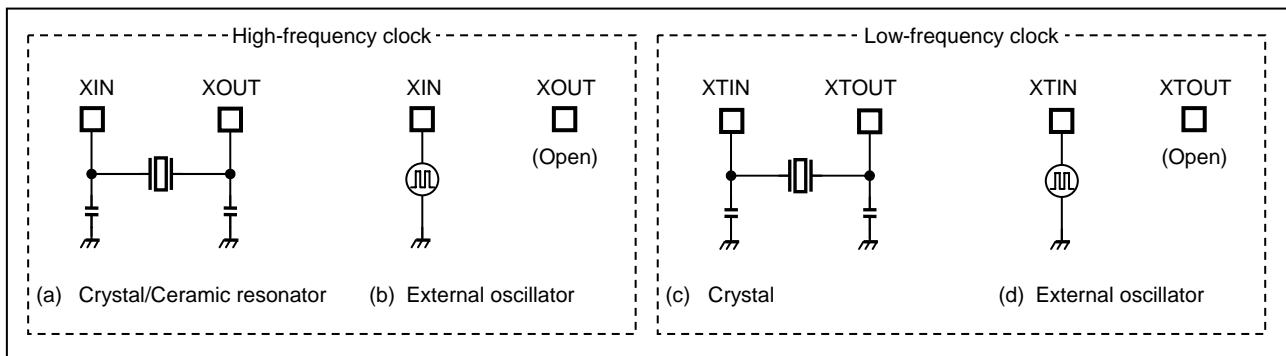 High-frequency clock
XIN XOUT XIN XOUT
(Open)
(a) Crystal/Ceramic resonator (b) External oscillator
Low-frequency clock
XTIN XTOUT XTIN XTOUT
(Open)
(c) Crystal (d) External oscillator